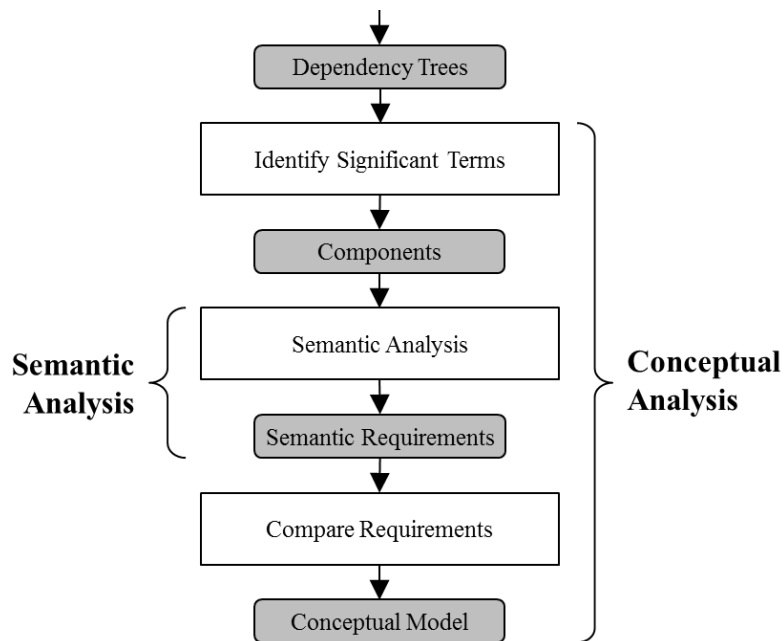 Dependency Trees
Identify Significant Terms
Components
Semantic Analysis
Semantic
Analysis
Conceptual
Analysis
Semantic Requirements
Compare Requirements
Conceptual Model